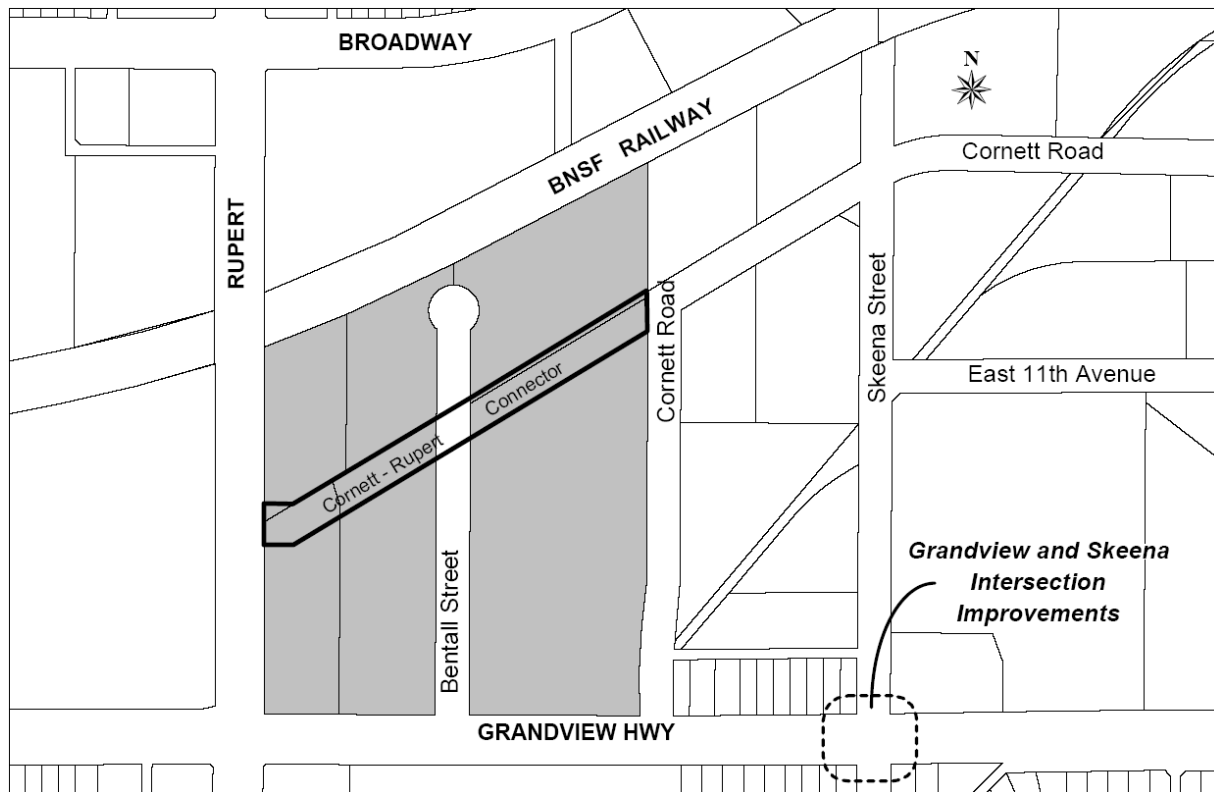 BROADWAY
N
BNSF RAILWAY
Cornett Road
RUPERT
Skeena Street
Cornett Road
East 11th Avenue
Connector
Cornett - Rupert
Bentall Street
Grandview and Skeena
Intersection
Improvements
GRANDVIEW HWY